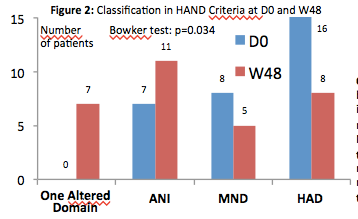 Figure 2: Classification in HAND Criteria at D0 and W48
15
Number
of patients
Bowker test: p=0.034
D0
W48
16
11
10
7
7
8
8
5
5
0
0
One Altered
Domain
ANI
MND
HAD